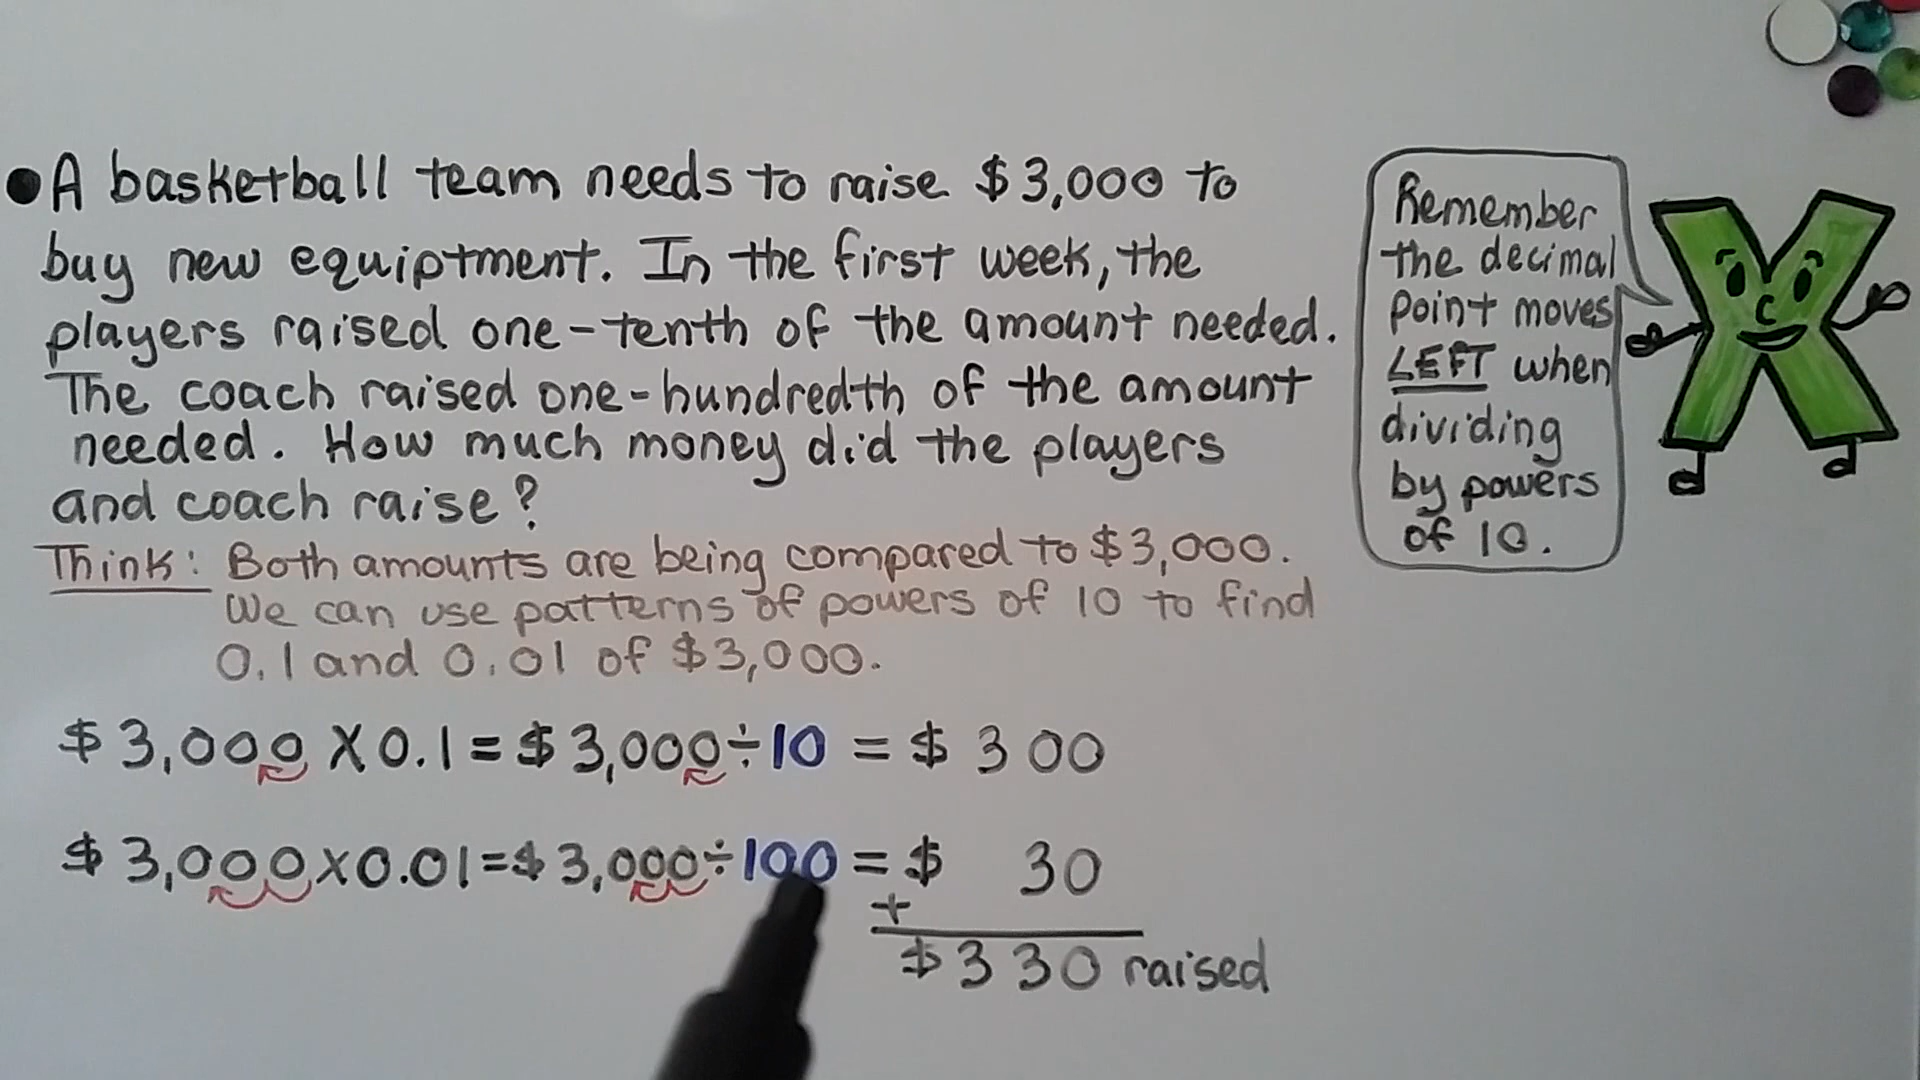 A basketball team needs to raise $3,000 to
buy new equiptment. In the first week, the
players raised one-tenth of the amount needed.
The coach raised one-hundredth of the amount
needed. How much money did the players
and coach raise?
Think: Both amounts are being compared to $3,000.
We can use patterns of powers of 10 to find
0.1 and 0.01 of $3,000.
$3,000 X 0.1 = $3,000 ÷ 10 = $300
$3,000 X 0.01 = $3,000 ÷ 100 = $ 30
+
$330 raised
Remember
the decimal
point moves
LEFT when
dividing
by powers
of 10.